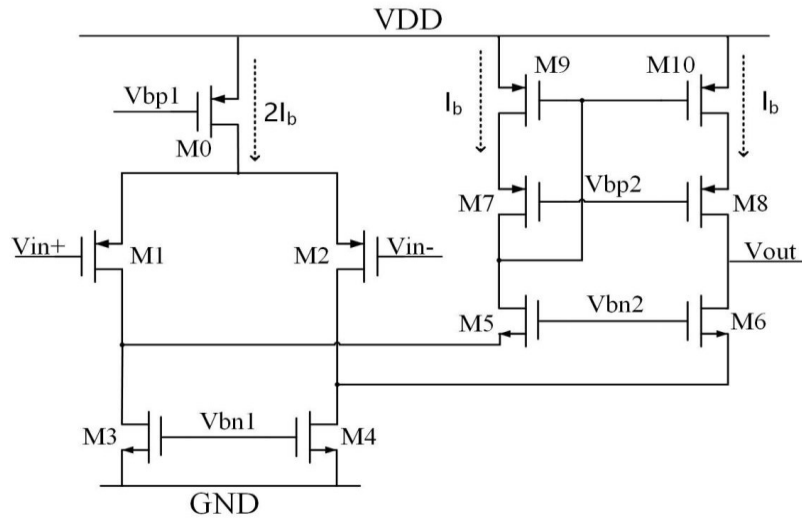 VDD
M9
M10
Vbp1
2Ib
Ib
Ib
M0
M7
Vbp2
M8
Vin+
M1
M2
Vin-
Vout
M5
Vbn2
M6
M3
Vbn1
M4
GND